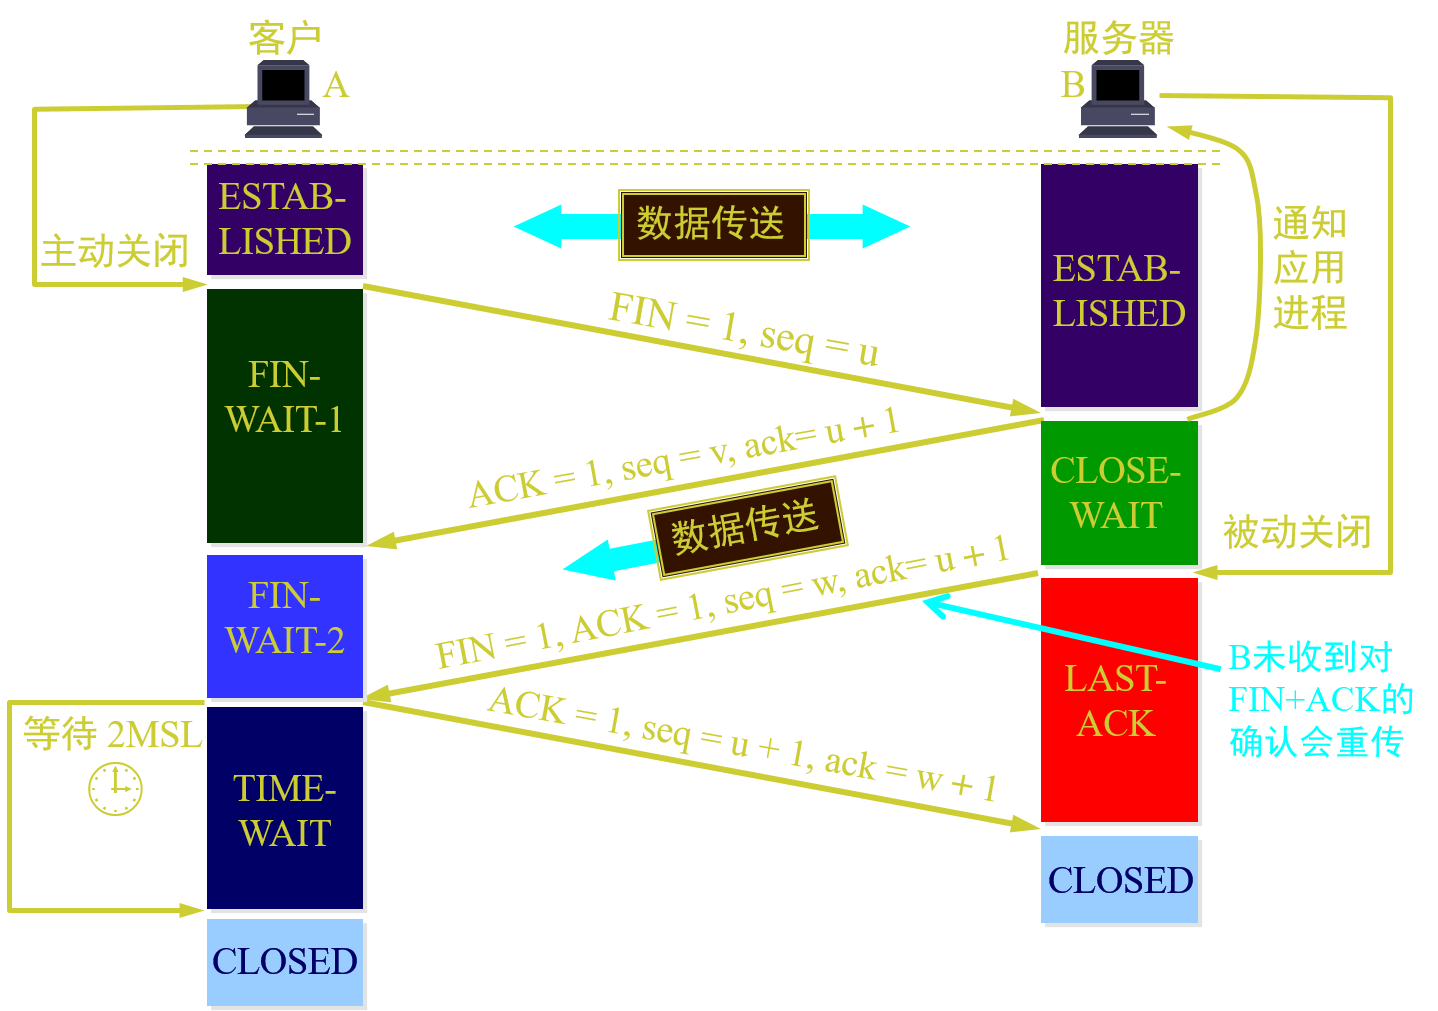 客户
A
服务器
B
ESTAB-
LISHED
数据传送
主动关闭
ESTAB-
LISHED
通知
应用
进程
FIN = 1, seq = u
FIN-
WAIT-1
ACK = 1, seq = v, ack= u + 1
CLOSE-
WAIT
数据传送
被动关闭
FIN-
WAIT-2
FIN = 1, ACK = 1, seq = w, ack= u + 1
LAST-
ACK
B未收到对
FIN+ACK的
确认会重传
等待 2MSL
ACK = 1, seq = u + 1, ack = w + 1
TIME-
WAIT
CLOSED
CLOSED